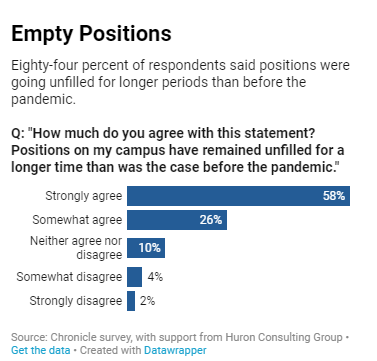 Empty Positions
Eighty-four percent of respondents said positions were
going unfilled for longer periods than before the
pandemic.
Q: "How much do you agree with this statement?
Positions on my campus have remained unfilled for a
longer time than was the case before the pandemic."
Strongly agree 58%
Somewhat agree 26%
Neither agree nor
disagree 10%
Somewhat disagree 4%
Strongly disagree 2%
Source: Chronicle survey, with support from Huron Consulting Group •
Get the data • Created with Datawrapper